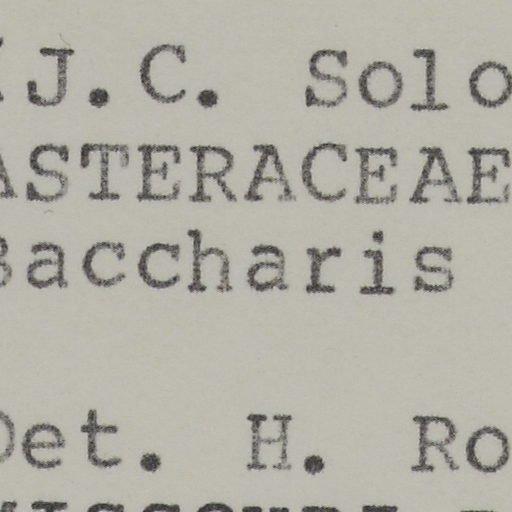 J.C. Solo
ASTERACEAE
Baccharis
Det. H. Ro